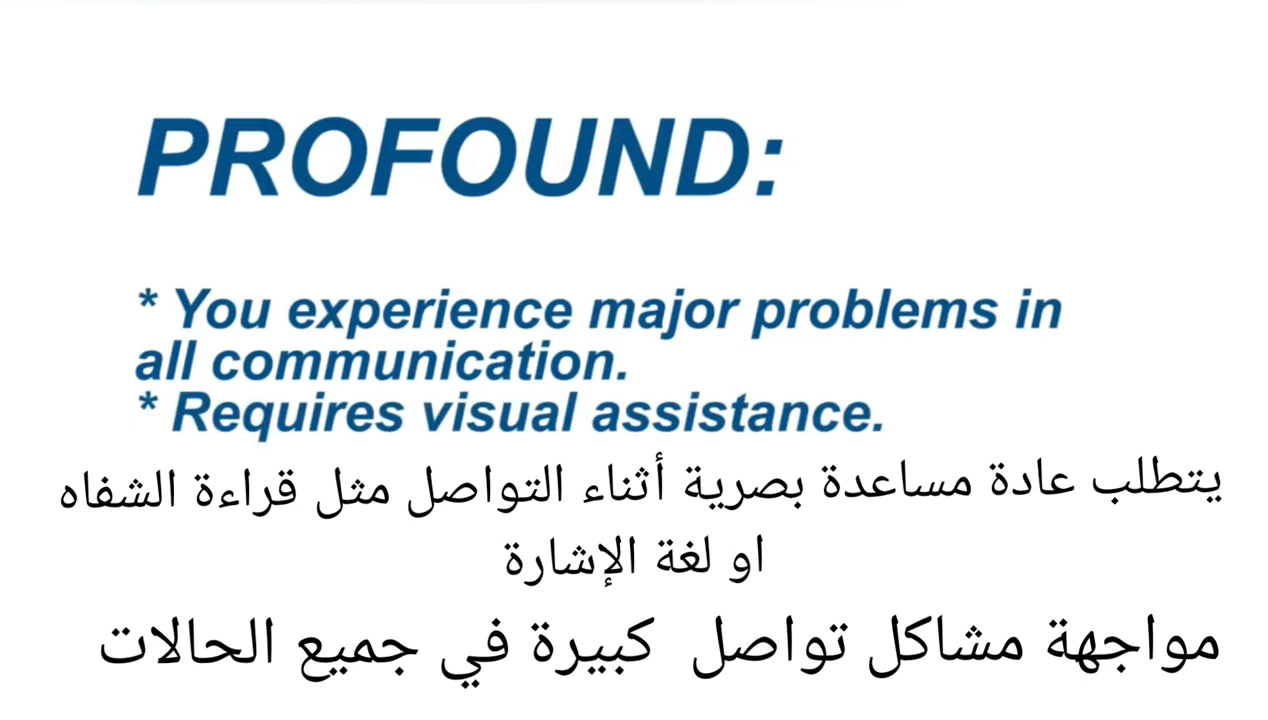 PROFOUND:
* You experience major problems in
all communication.
* Requires visual assistance.
يتطلب عادة مساعدة بصرية أثناء التواصل مثل قراءة الشفاه
او لغة الإشارة
مواجهة مشاكل تواصل كبيرة في جميع الحالات